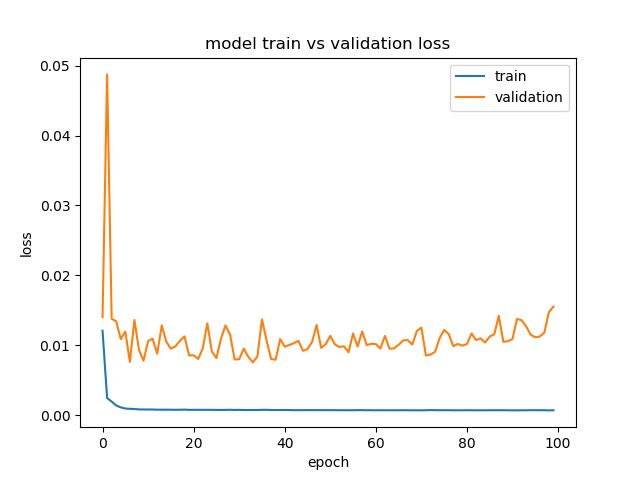 model train vs validation loss
train
validation
0.05
0.04
0.03
0.02
0.01
0.00
loss
0 20 40 60 80 100
epoch